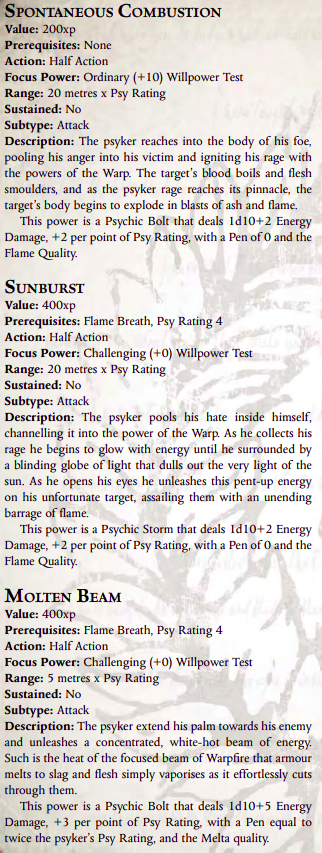 SPONTANEOUS COMBUSTION
Value: 200xp
Prerequisites: None
Action: Half Action
Focus Power: Ordinary (+10) Willpower Test
Range: 20 metres x Psy Rating
Sustained: No
Subtype: Attack
Description: The psyker reaches into the body of his foe,
pooling his anger into his victim and igniting his rage with
the powers of the Warp. The target's blood boils and flesh
smoulders, and as the psyker rage reaches its pinnacle, the
target's body begins to explode in blasts of ash and flame.
This power is a Psychic Bolt that deals 1d10+2 Energy
Damage, +2 per point of Psy Rating, with a Pen of 0 and the
Flame Quality.
SUNBURST
Value: 400xp
Prerequisites: Flame Breath, Psy Rating 4
Action: Half Action
Focus Power: Challenging (+0) Willpower Test
Range: 20 metres x Psy Rating
Sustained: No
Subtype: Attack
Description: The psyker pools his hate inside himself,
channelling it into the power of the Warp. As he collects his
rage he begins to glow with energy until he surrounded by
a blinding globe of light that dulls out the very light of the
sun. As he opens his eyes he unleashes this pent-up energy
on his unfortunate target, assailing them with an unending
barrage of flame.
This power is a Psychic Storm that deals 1d10+2 Energy
Damage, +2 per point of Psy Rating, with a Pen of 0 and the
Flame Quality.
MOLTEN BEAM
Value: 400xp
Prerequisites: Flame Breath, Psy Rating 4
Action: Half Action
Focus Power: Challenging (+0) Willpower Test
Range: 5 metres x Psy Rating
Sustained: No
Subtype: Attack
Description: The psyker extend his palm towards his enemy
and unleashes a concentrated, white-hot beam of energy.
Such is the heat of the focused beam of Warpfire that armour
melts to slag and flesh simply vaporises as it effortlessly cuts
through them.
This power is a Psychic Bolt that deals 1d10+5 Energy
Damage, +3 per point of Psy Rating, with a Pen equal to
twice the psyker's Psy Rating, and the Melta quality.